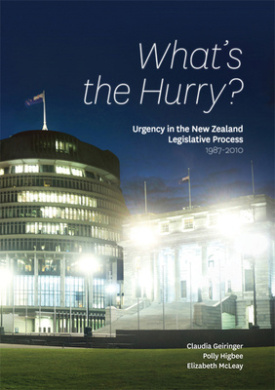 What's
the Hurry?
Urgency in the New Zealand
Legislative Process
1987-2010
Claudia Geiringer
Polly Higbee
Elizabeth McLeay